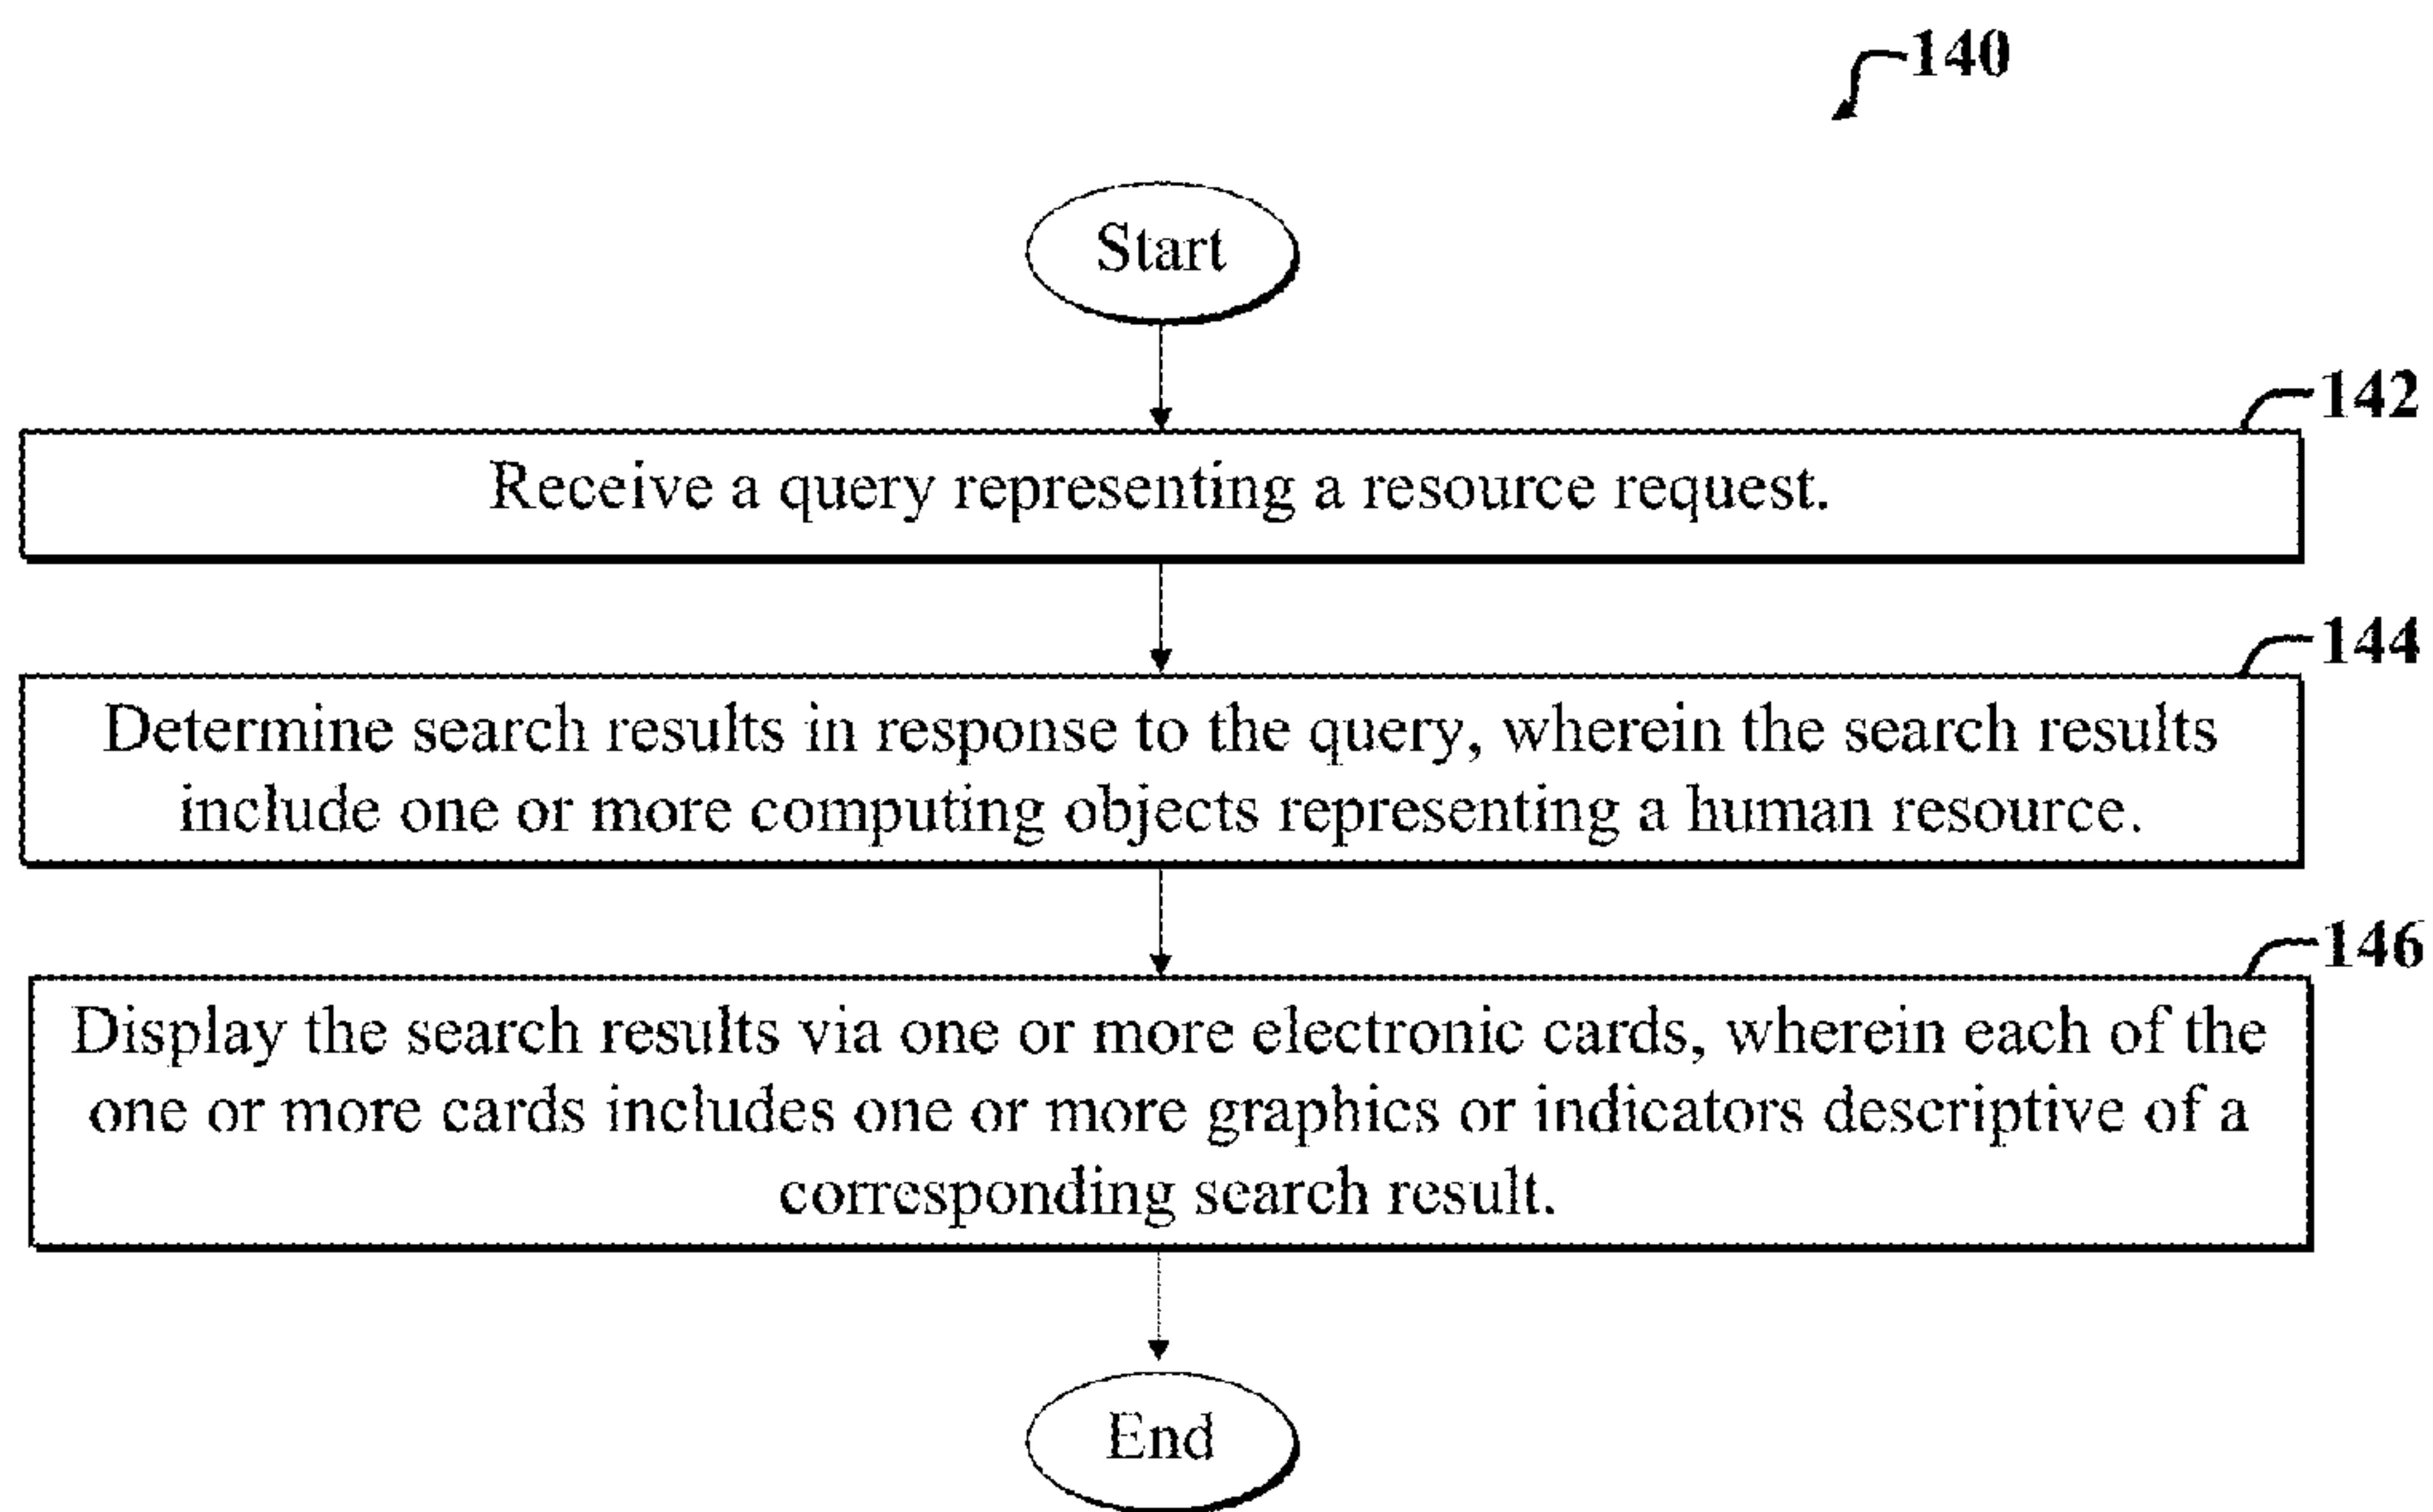 140
Start
142
Receive a query representing a resource request.
144
Determine search results in response to the query, wherein the search results
include one or more computing objects representing a human resource.
146
Display the search results via one or more electronic cards, wherein each of the
one or more cards includes one or more graphics or indicators descriptive of a
corresponding search result.
End